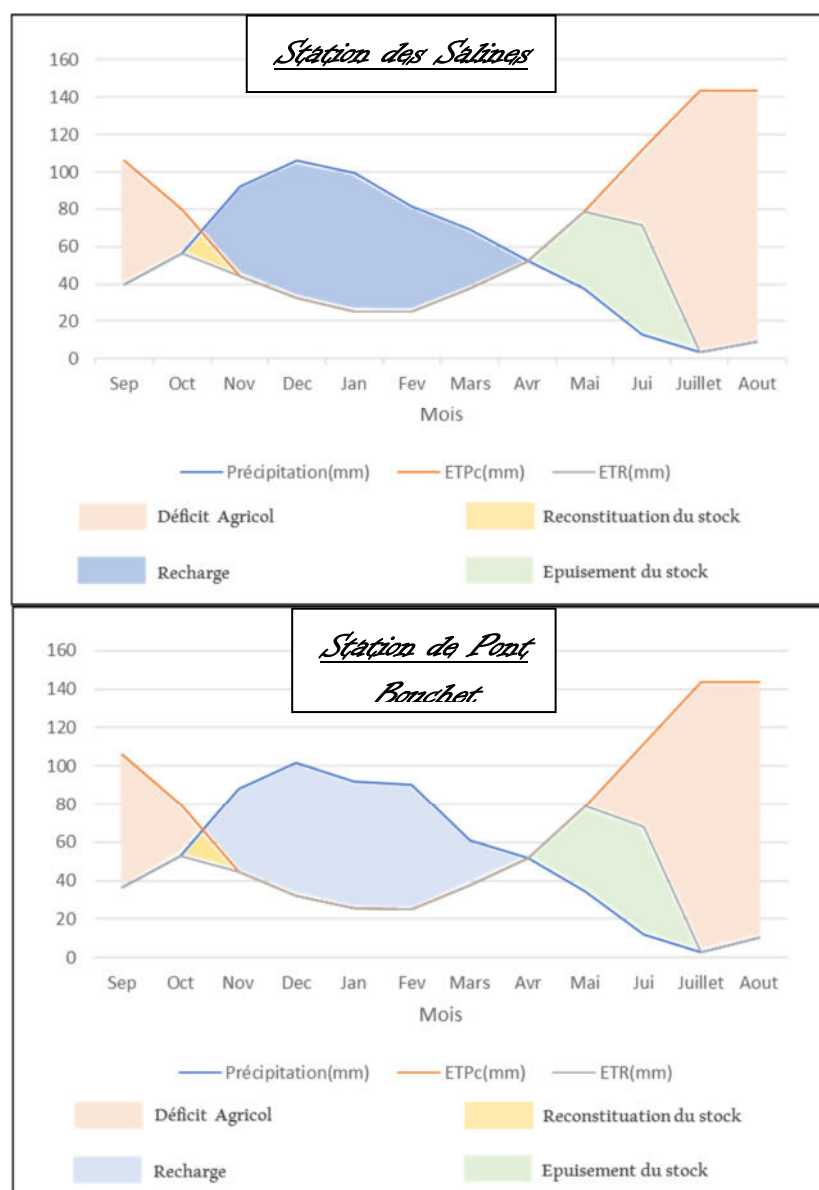 Station des Salines
160
140
120
100
80
60
40
20
0
Sep Oct Nov Dec Jan Fev Mars Avr Mai Jui Juillet Aout
Mois
Précipitation(mm) ETPc(mm) ETR(mm)
Déficit Agricol Reconstituation du stock
Recharge Epuisement du stock
Station de Pont
Bouchet
160
140
120
100
80
60
40
20
0
Sep Oct Nov Dec Jan Fev Mars Avr Mai Jui Juillet Aout
Mois
Précipitation(mm) ETPc(mm) ETR(mm)
Déficit Agricol Reconstituation du stock
Recharge Epuisement du stock